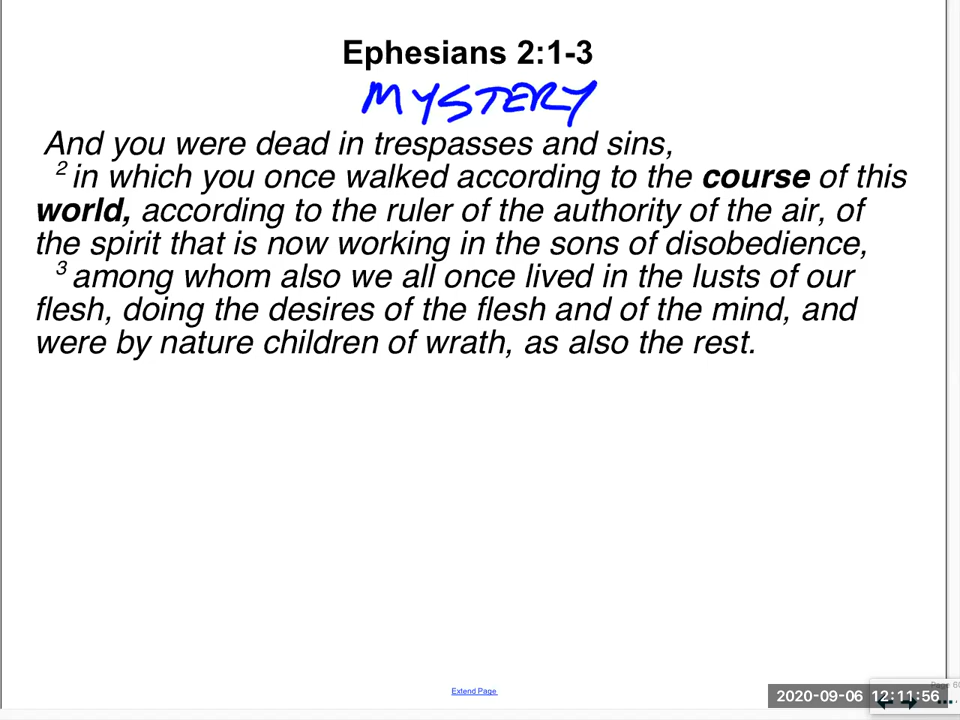 Ephesians 2:1-3
MYSTERY
And you were dead in trespasses and sins,
2 in which you once walked according to the course of this
world, according to the ruler of the authority of the air, of
the spirit that is now working in the sons of disobedience,
3 among whom also we all once lived in the lusts of our
flesh, doing the desires of the flesh and of the mind, and
were by nature children of wrath, as also the rest.
Extend Page
2020-09-06 12:11:56